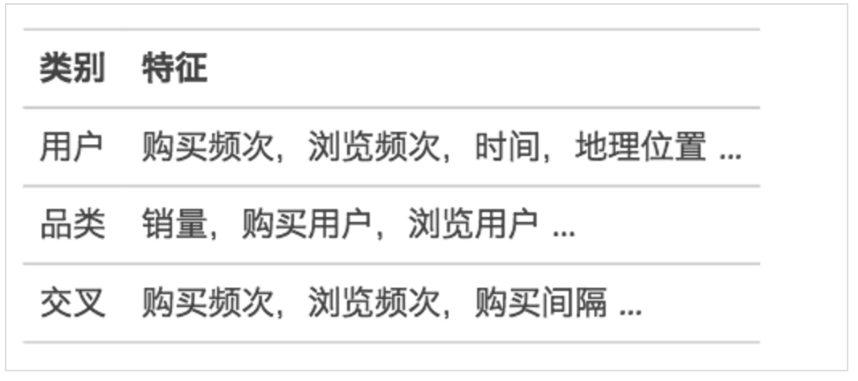 类别 特征
用户 购买频次，浏览频次，时间，地理位置 ...
品类 销量，购买用户，浏览用户 ...
交叉 购买频次，浏览频次，购买间隔 ...